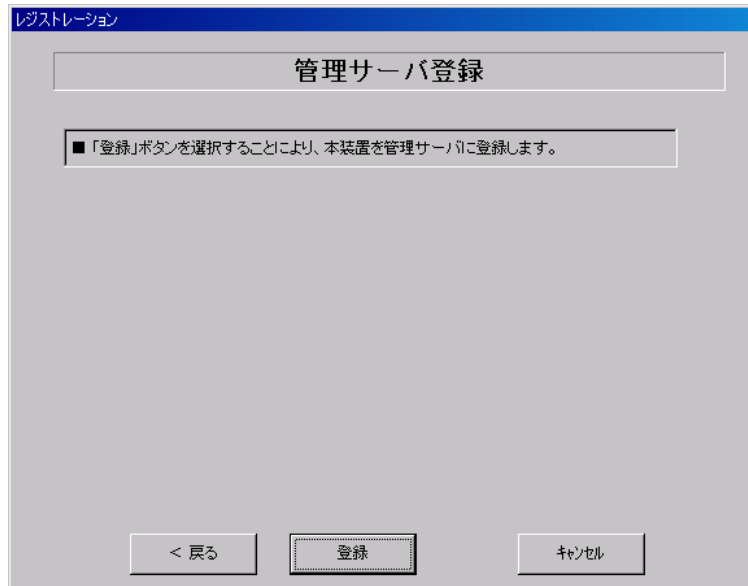 レジストレーション
管理サーバ登録
■「登録」ボタンを選択することにより、本装置を管理サーバに登録します。
< 戻る
登録
キャンセル